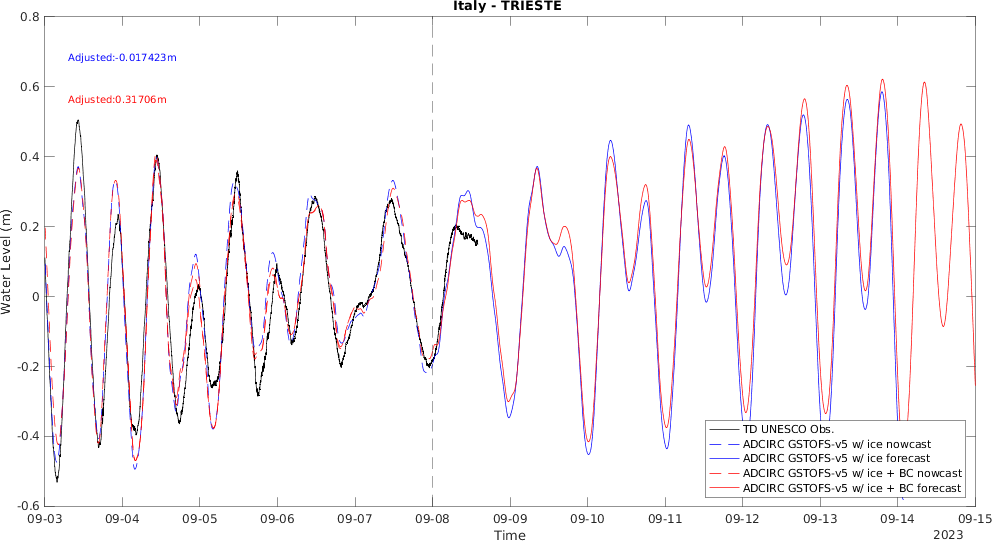 Italy - TRIESTE
Adjusted:-0.017423m
Adjusted:0.31706m
Water Level (m)
0.8
0.6
0.4
0.2
0
-0.2
-0.4
-0.6
TD UNESCO Obs.
ADCIRC GSTOFS-v5 w/ ice nowcast
ADCIRC GSTOFS-v5 w/ ice forecast
ADCIRC GSTOFS-v5 w/ ice + BC nowcast
ADCIRC GSTOFS-v5 w/ ice + BC forecast
09-03 09-04 09-05 09-06 09-07 09-08 09-09 09-10 09-11 09-12 09-13 09-14 09-15
Time
2023